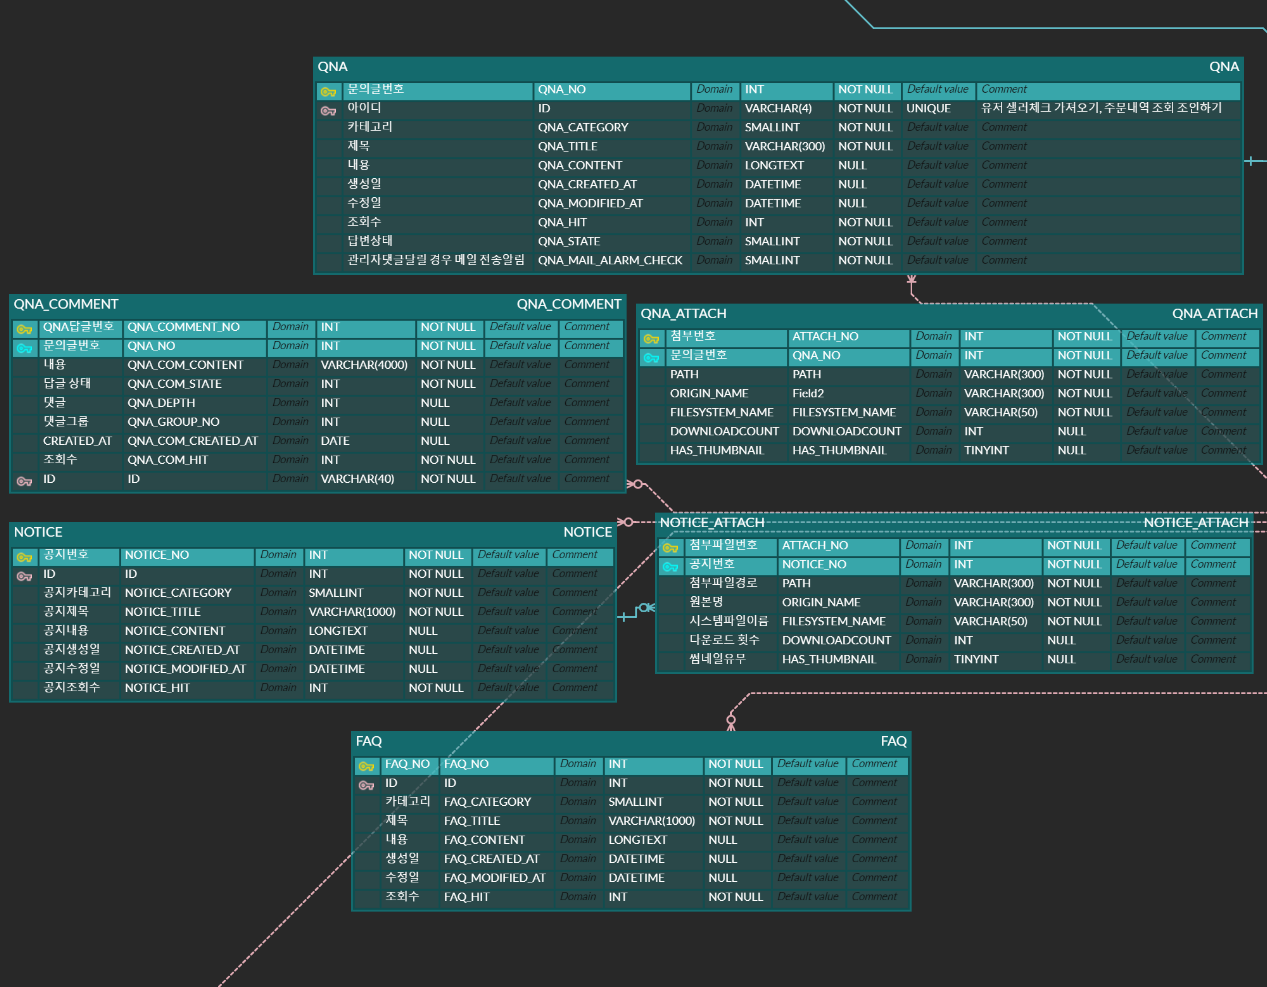 QNA QNA
문의글번호 QNA_NO Domain INT NOT NULL Default value Comment
아이디 ID Domain VARCHAR(4) NOT NULL UNIQUE 유저 셀러체크 가져오기, 주문내역 조회 조인하기
카테고리 QNA_CATEGORY Domain SMALLINT NOT NULL Default value Comment
제목 QNA_TITLE Domain VARCHAR(300) NOT NULL Default value Comment
내용 QNA_CONTENT Domain LONGTEXT NULL Default value Comment
생성일 QNA_CREATED_AT Domain DATETIME NULL Default value Comment
수정일 QNA_MODIFIED_AT Domain DATETIME NULL Default value Comment
조회수 QNA_HIT Domain INT NOT NULL Default value Comment
답변상태 QNA_STATE Domain SMALLINT NOT NULL Default value Comment
관리자댓글달릴 경우 메일 전송알림 QNA_MAIL_ALARM_CHECK Domain SMALLINT NOT NULL Default value Comment
QNA_COMMENT QNA_COMMENT
QNA답글번호 QNA_COMMENT_NO Domain INT NOT NULL Default value Comment
문의글번호 QNA_NO Domain INT NOT NULL Default value Comment
내용 QNA_COM_CONTENT Domain VARCHAR(4000) NOT NULL Default value Comment
답글 상태 QNA_COM_STATE Domain INT NOT NULL Default value Comment
댓글 QNA_DEPTH Domain INT NULL Default value Comment
댓글그룹 QNA_GROUP_NO Domain INT NULL Default value Comment
CREATED_AT QNA_COM_CREATED_AT Domain DATE NULL Default value Comment
조회수 QNA_COM_HIT Domain INT NOT NULL Default value Comment
ID ID Domain VARCHAR(40) NOT NULL Default value Comment
QNA_ATTACH QNA_ATTACH
첨부번호 ATTACH_NO Domain INT NOT NULL Default value Comment
문의글번호 QNA_NO Domain INT NOT NULL Default value Comment
PATH PATH Domain VARCHAR(300) NOT NULL Default value Comment
ORIGIN_NAME Field2 Domain VARCHAR(300) NOT NULL Default value Comment
FILESYSTEM_NAME FILESYSTEM_NAME Domain VARCHAR(50) NOT NULL Default value Comment
DOWNLOADCOUNT DOWNLOADCOUNT Domain INT NULL Default value Comment
HAS_THUMBNAIL HAS_THUMBNAIL Domain TINYINT NULL Default value Comment
NOTICE NOTICE
공지번호 NOTICE_NO Domain INT NOT NULL Default value Comment
ID ID Domain INT NOT NULL Default value Comment
공지카테고리 NOTICE_CATEGORY Domain SMALLINT NOT NULL Default value Comment
공지제목 NOTICE_TITLE Domain VARCHAR(1000) NOT NULL Default value Comment
공지내용 NOTICE_CONTENT Domain LONGTEXT NULL Default value Comment
공지생성일 NOTICE_CREATED_AT Domain DATETIME NULL Default value Comment
공지수정일 NOTICE_MODIFIED_AT Domain DATETIME NULL Default value Comment
공지조회수 NOTICE_HIT Domain INT NOT NULL Default value Comment
NOTICE_ATTACH NOTICE_ATTACH
첨부파일번호 ATTACH_NO Domain INT NOT NULL Default value Comment
공지번호 NOTICE_NO Domain INT NOT NULL Default value Comment
첨부파일경로 PATH Domain VARCHAR(300) NOT NULL Default value Comment
원본명 ORIGIN_NAME Domain VARCHAR(300) NOT NULL Default value Comment
시스템파일이름 FILESYSTEM_NAME Domain VARCHAR(50) NOT NULL Default value Comment
다운로드 횟수 DOWNLOADCOUNT Domain INT NULL Default value Comment
썸네일유무 HAS_THUMBNAIL Domain TINYINT NULL Default value Comment
FAQ FAQ
FAQ_NO FAQ_NO Domain INT NOT NULL Default value Comment
ID ID Domain INT NOT NULL Default value Comment
카데고리 FAQ_CATEGORY Domain SMALLINT NOT NULL Default value Comment
제목 FAQ_TITLE Domain VARCHAR(1000) NOT NULL Default value Comment
내용 FAQ_CONTENT Domain LONGTEXT NULL Default value Comment
생성일 FAQ_CREATED_AT Domain DATETIME NULL Default value Comment
수정일 FAQ_MODIFIED_AT Domain DATETIME NULL Default value Comment
조회수 FAQ_HIT Domain INT NOT NULL Default value Comment